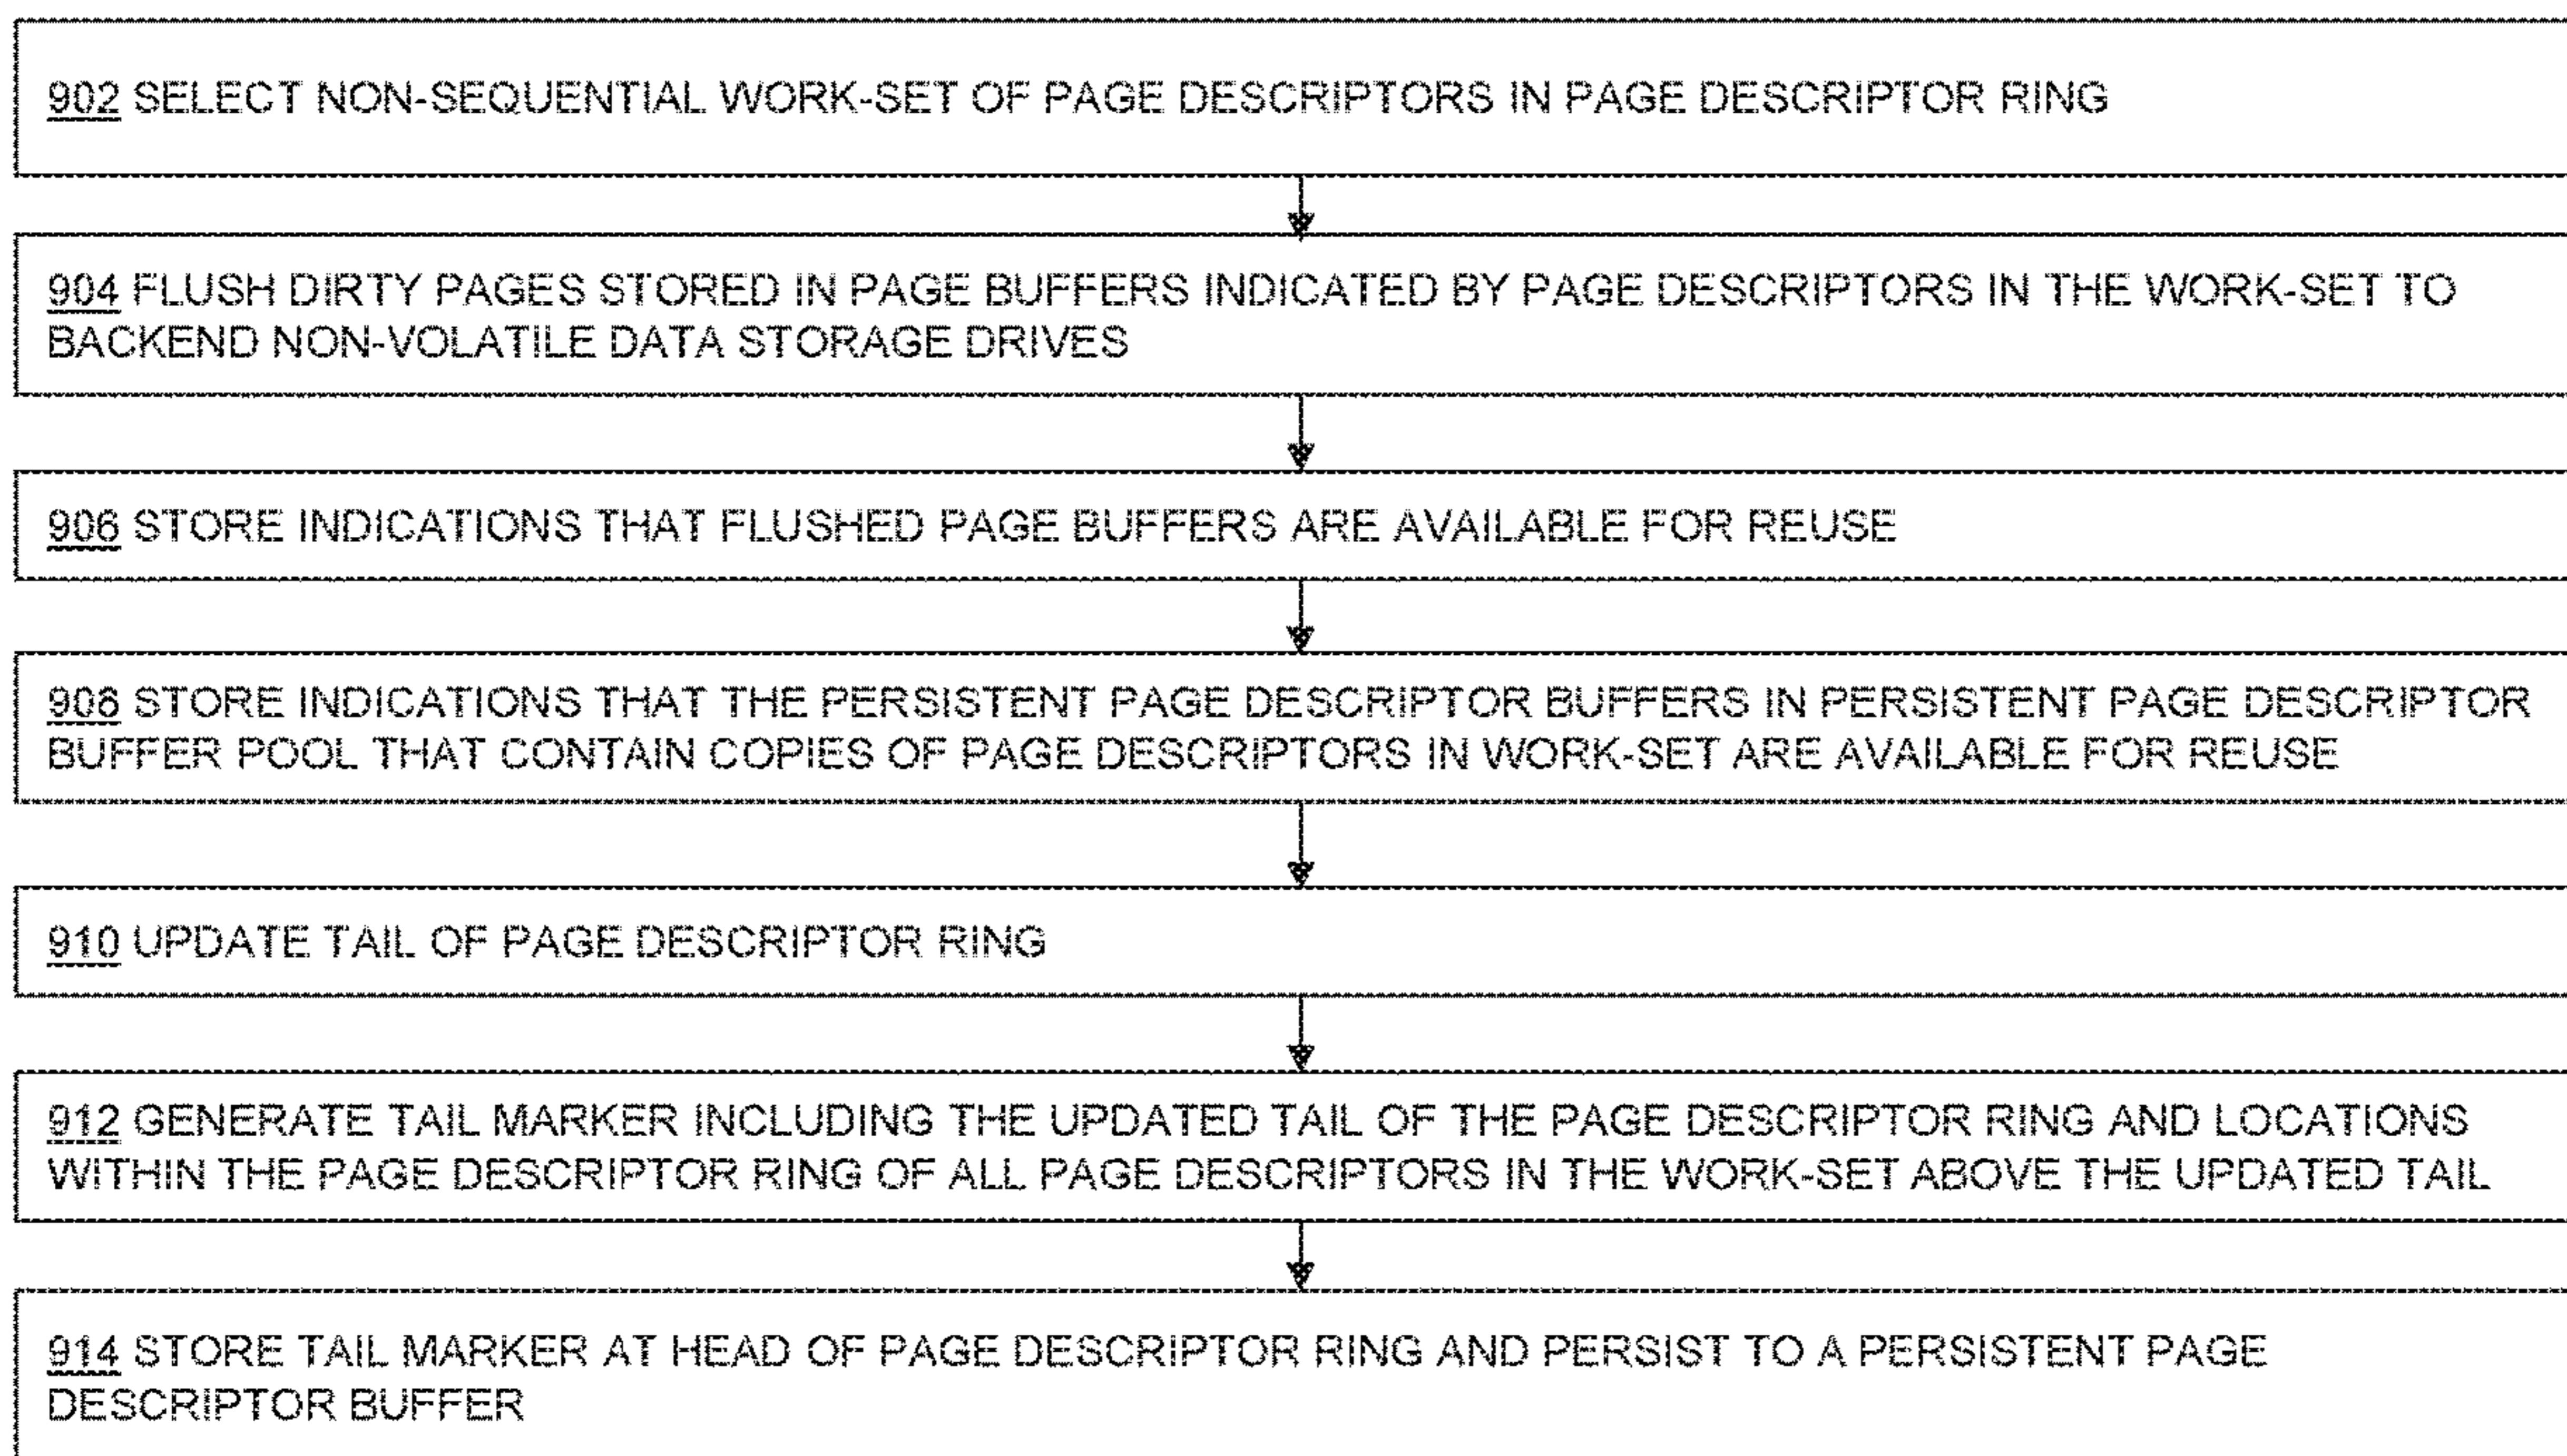 902 SELECT NON-SEQUENTIAL WORK-SET OF PAGE DESCRIPTORS IN PAGE DESCRIPTOR RING
904 FLUSH DIRTY PAGES STORED IN PAGE BUFFERS INDICATED BY PAGE DESCRIPTORS IN THE WORK-SET TO
BACKEND NON-VOLATILE DATA STORAGE DRIVES
906 STORE INDICATIONS THAT FLUSHED PAGE BUFFERS ARE AVAILABLE FOR REUSE
908 STORE INDICATIONS THAT THE PERSISTENT PAGE DESCRIPTOR BUFFERS IN PERSISTENT PAGE DESCRIPTOR
BUFFER POOL THAT CONTAIN COPIES OF PAGE DESCRIPTORS IN WORK-SET ARE AVAILABLE FOR REUSE
910 UPDATE TAIL OF PAGE DESCRIPTOR RING
912 GENERATE TAIL MARKER INCLUDING THE UPDATED TAIL OF THE PAGE DESCRIPTOR RING AND LOCATIONS
WITHIN THE PAGE DESCRIPTOR RING OF ALL PAGE DESCRIPTORS IN THE WORK-SET ABOVE THE UPDATED TAIL
914 STORE TAIL MARKER AT HEAD OF PAGE DESCRIPTOR RING AND PERSIST TO A PERSISTENT PAGE
DESCRIPTOR BUFFER